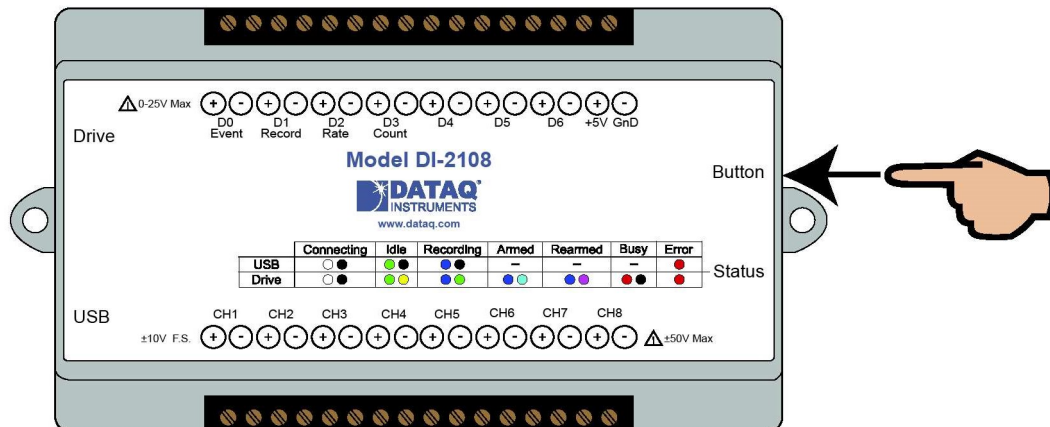 ⚠ 0-25V Max + - + - + - + - + - + - + - + -
D0 D1 D2 D3 D4 D5 D6 +5V GnD
Event Record Rate Count
Drive
Model DI-2108
Button
DATAQ®
INSTRUMENTS
www.dataq.com
Connecting Idle Recording Armed Rearmed Busy Error
USB – – –
Drive
Status
USB
CH1 CH2 CH3 CH4 CH5 CH6 CH7 CH8
±10V F.S. + - + - + - + - + - + - + - + - ⚠ ±50V Max